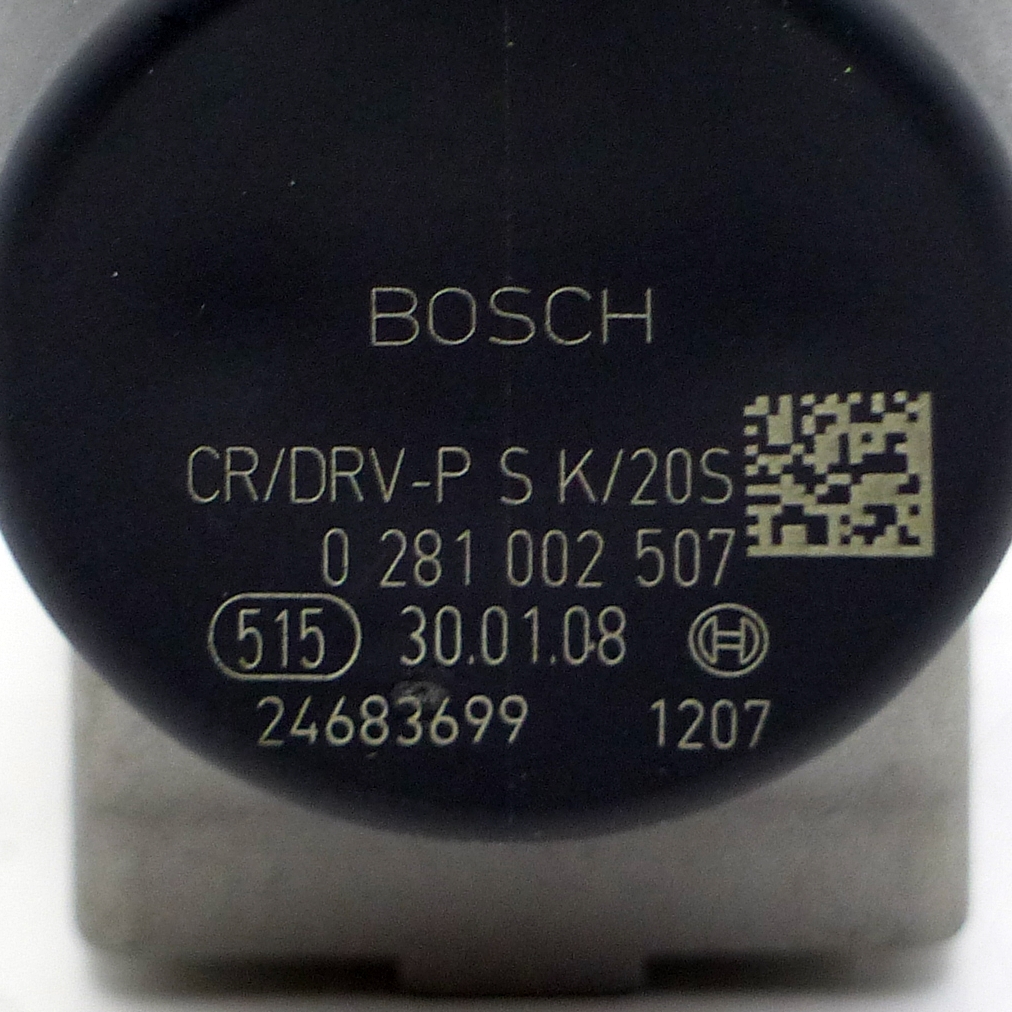 BOSCH
CR/DRV-P S K/20S
0 281 002 507
515 30.01.08
24683699 1207